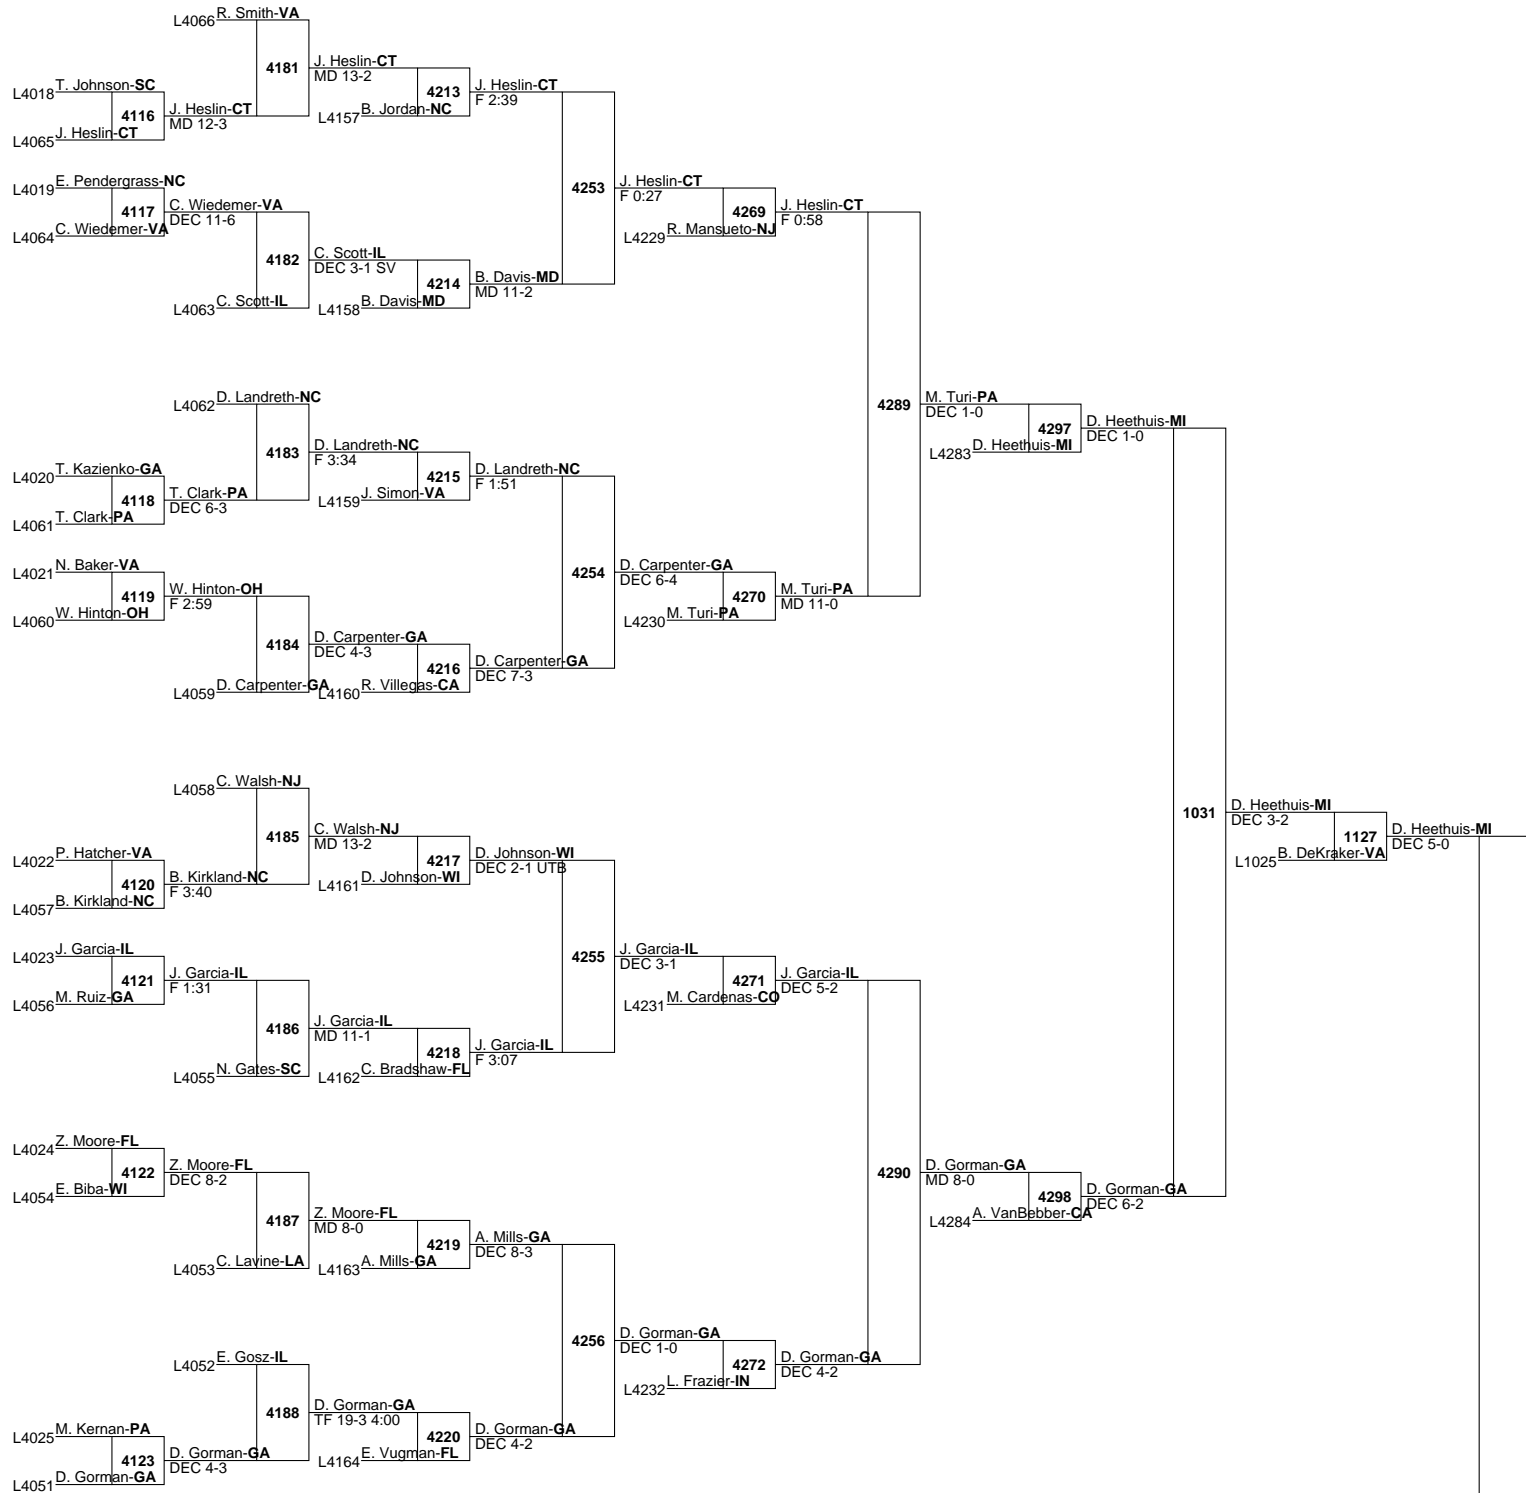 R. Smith-VA
L4066
J. Heslin-CT
4181
MD 13-2
T. Johnson-SC
J. Heslin-CT
L4018
4213
F 2:39
J. Heslin-CT
B. Jordan-NC
4116
MD 12-3
L4157
J. Heslin-CT
L4065
E. Pendergrass-NC
J. Heslin-CT
L4019
4253
F 0:27
C. Wiedemer-VA
J. Heslin-CT
4117
DEC 11-6
4269
F 0:58
C. Wiedemer-VA
R. Mansueto-NJ
L4064
L4229
C. Scott-IL
4182
DEC 3-1 SV
B. Davis-MD
4214
MD 11-2
C. Scott-IL
B. Davis-MD
L4063
L4158
D. Landreth-NC
M. Turi-PA
L4062
4289
DEC 1-0
D. Heethuis-MI
4297
DEC 1-0
D. Landreth-NC
D. Heethuis-MI
4183
F 3:34
L4283
T. Kazienko-GA
D. Landreth-NC
L4020
4215
F 1:51
T. Clark-PA
J. Simon-VA
4118
DEC 6-3
L4159
T. Clark-PA
L4061
N. Baker-VA
D. Carpenter-GA
L4021
4254
DEC 6-4
W. Hinton-OH
M. Turi-PA
4119
F 2:59
4270
MD 11-0
W. Hinton-OH
M. Turi-PA
L4060
L4230
D. Carpenter-GA
4184
DEC 4-3
D. Carpenter-GA
4216
DEC 7-3
D. Carpenter-GA
R. Villegas-CA
L4059
L4160
C. Walsh-NJ
L4058
D. Heethuis-MI
1031
DEC 3-2
C. Walsh-NJ
D. Heethuis-MI
4185
MD 13-2
1127
DEC 5-0
P. Hatcher-VA
D. Johnson-WI
B. DeKraker-VA
L4022
4217
DEC 2-1 UTB
L1025
B. Kirkland-NC
D. Johnson-WI
4120
F 3:40
L4161
B. Kirkland-NC
L4057
J. Garcia-IL
J. Garcia-IL
L4023
4255
DEC 3-1
J. Garcia-IL
J. Garcia-IL
4121
F 1:31
4271
DEC 5-2
M. Ruiz-GA
M. Cardenas-CO
L4056
L4231
J. Garcia-IL
4186
MD 11-1
J. Garcia-IL
4218
F 3:07
N. Gates-SC
C. Bradshaw-FL
L4055
L4162
Z. Moore-FL
L4024
Z. Moore-FL
D. Gorman-GA
4122
DEC 8-2
4290
MD 8-0
E. Biba-WI
D. Gorman-GA
L4054
4298
DEC 6-2
Z. Moore-FL
A. VanBebber-CA
4187
MD 8-0
L4284
A. Mills-GA
4219
DEC 8-3
C. Lavine-LA
A. Mills-GA
L4053
L4163
D. Gorman-GA
4256
DEC 1-0
E. Gosz-IL
D. Gorman-GA
L4052
4272
DEC 4-2
L. Frazier-IN
L4232
D. Gorman-GA
4188
TF 19-3 4:00
M. Kernan-PA
D. Gorman-GA
L4025
4220
DEC 4-2
D. Gorman-GA
E. Vugman-FL
4123
DEC 4-3
L4164
D. Gorman-GA
L4051